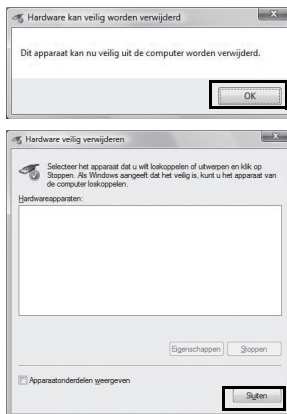 Hardware kan veilig worden verwijderd
Dit apparaat kan nu veilig uit de computer worden verwijderd.
OK
Hardware veilig verwijderen
Selecteer het apparaat dat u wilt loskoppelen of uitwerpen en klik op
Stoppen. Als Windows aangeeft dat het veilig is, kunt u het apparaat van
de computer loskoppelen.
Hardwareapparaten:
Eigenschappen Stoppen
Apparaatonderdelen weergeven
Sluiten